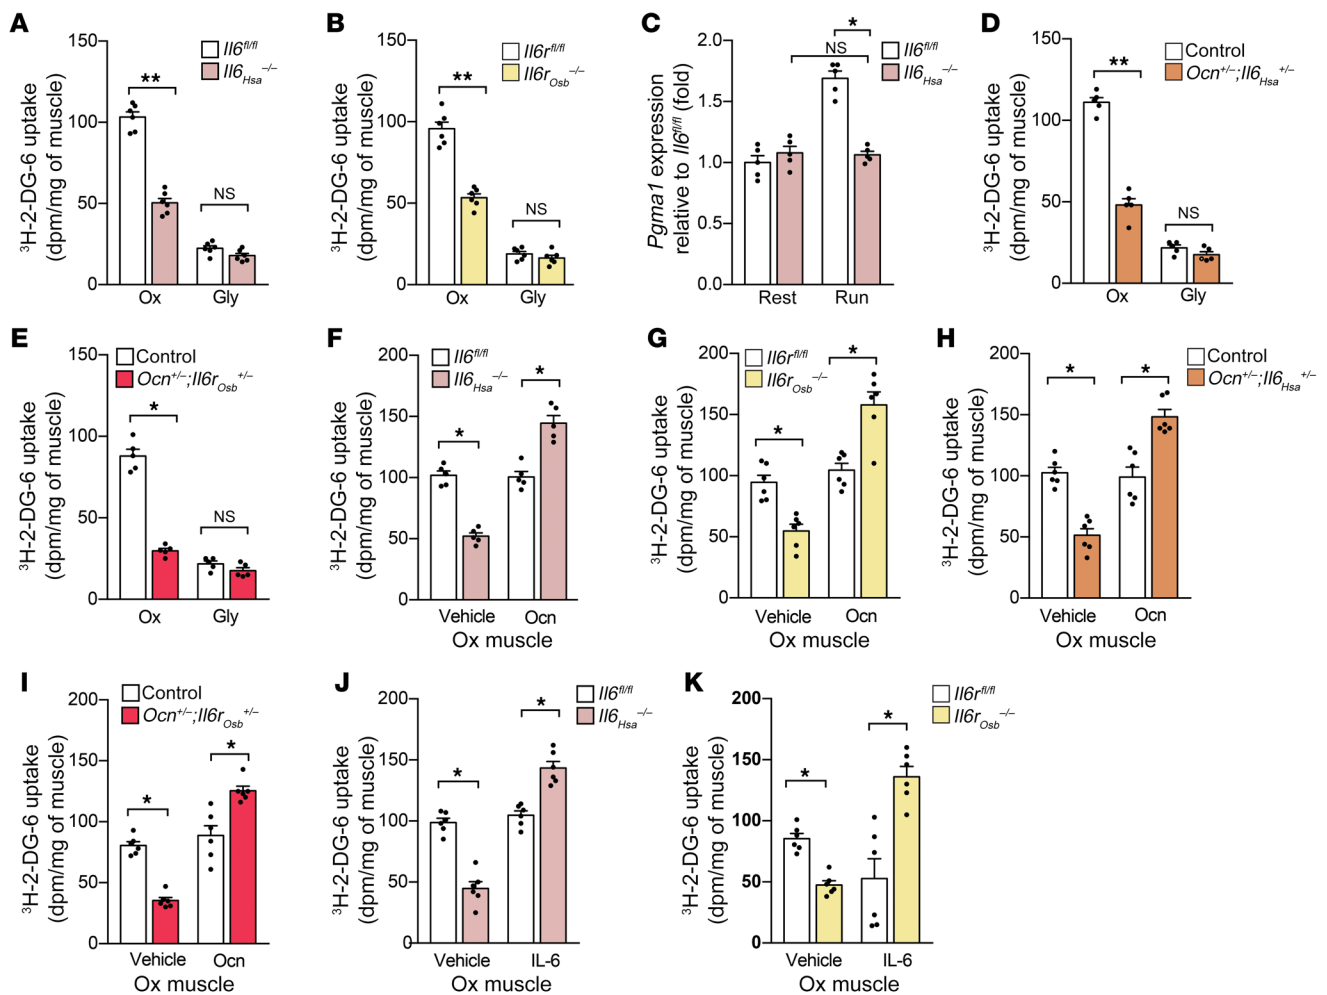 A
150
100
50
0
³H-2-DG-6 uptake
(dpm/mg of muscle)
Il6fl/fl
Il6Hsa–/–
**
NS
Ox
Gly
B
150
100
50
0
³H-2-DG-6 uptake
(dpm/mg of muscle)
Il6rfl/fl
Il6rOsb–/–
**
NS
Ox
Gly
C
2.0
1.5
1.0
0.5
0.0
Pgma1 expression
relative to Il6fl/fl (fold)
*
NS
Il6fl/fl
Il6Hsa–/–
Rest
Run
D
150
100
50
0
³H-2-DG-6 uptake
(dpm/mg of muscle)
Control
Ocn+/–;Il6Hsa+/–
**
NS
Ox
Gly
E
150
100
50
0
³H-2-DG-6 uptake
(dpm/mg of muscle)
Control
Ocn+/–;Il6rOsb+/–
*
NS
Ox
Gly
F
200
150
100
50
0
³H-2-DG-6 uptake
(dpm/mg of muscle)
Il6fl/fl
Il6Hsa–/–
*
*
Vehicle
Ocn
Ox muscle
G
200
150
100
50
0
³H-2-DG-6 uptake
(dpm/mg of muscle)
Il6rfl/fl
Il6rOsb–/–
*
*
Vehicle
Ocn
Ox muscle
H
200
150
100
50
0
³H-2-DG-6 uptake
(dpm/mg of muscle)
Control
Ocn+/–;Il6Hsa+/–
*
*
Vehicle
Ocn
Ox muscle
I
200
150
100
50
0
³H-2-DG-6 uptake
(dpm/mg of muscle)
Control
Ocn+/–;Il6rOsb+/–
*
*
Vehicle
Ocn
Ox muscle
J
200
150
100
50
0
³H-2-DG-6 uptake
(dpm/mg of muscle)
Il6fl/fl
Il6Hsa–/–
*
*
Vehicle
IL-6
Ox muscle
K
200
150
100
50
0
³H-2-DG-6 uptake
(dpm/mg of muscle)
Il6rfl/fl
Il6rOsb–/–
*
*
Vehicle
IL-6
Ox muscle